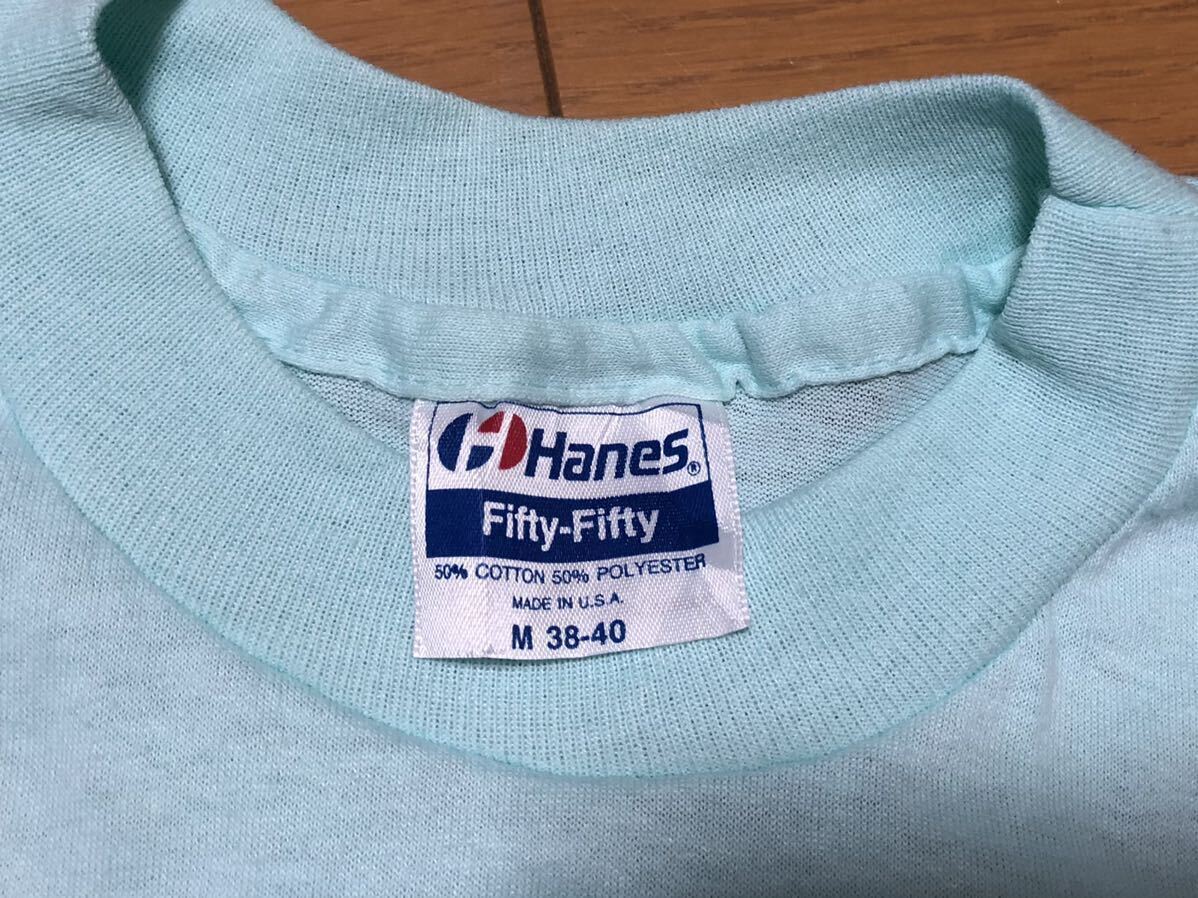 Hanes®
Fifty-Fifty
50% COTTON 50% POLYESTER
MADE IN U.S.A.
M 38-40